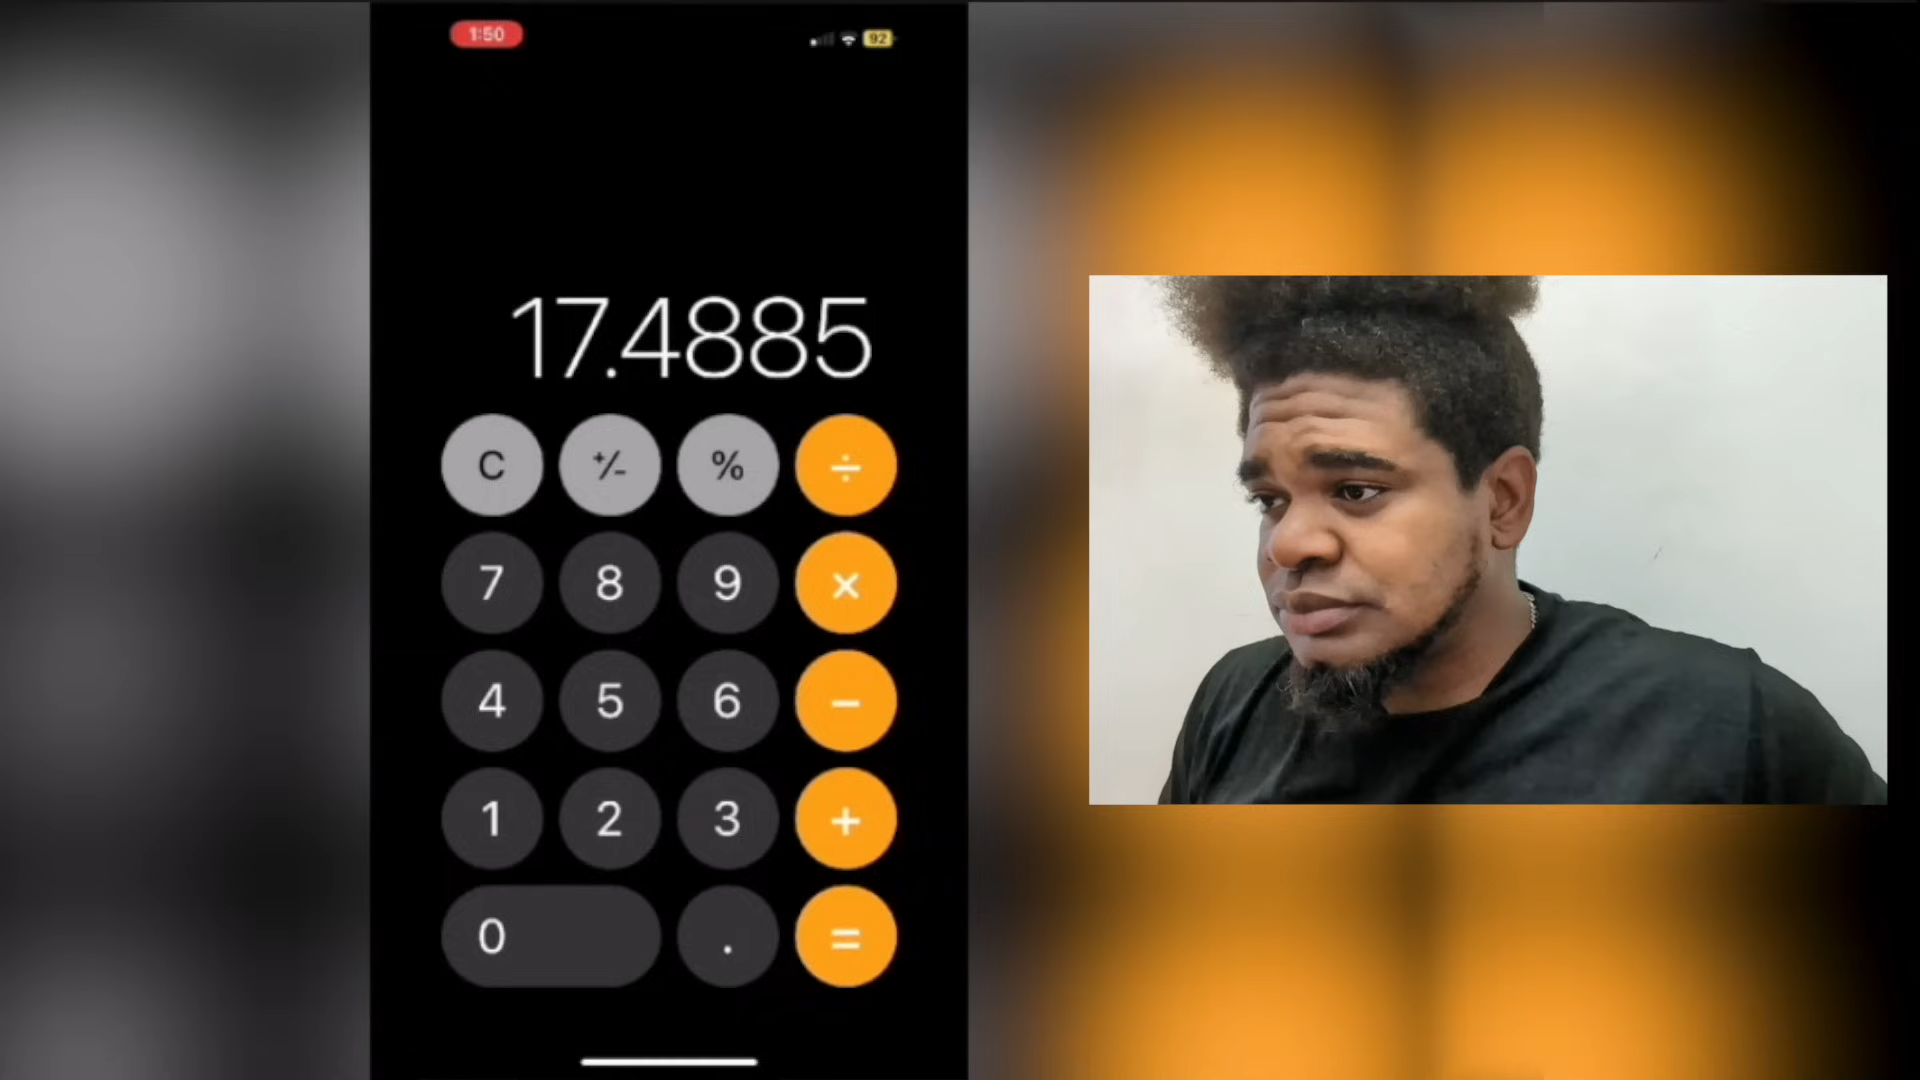 1:50 92
17.4885
C +/- % ÷
7 8 9 ×
4 5 6 −
1 2 3 +
0 . =